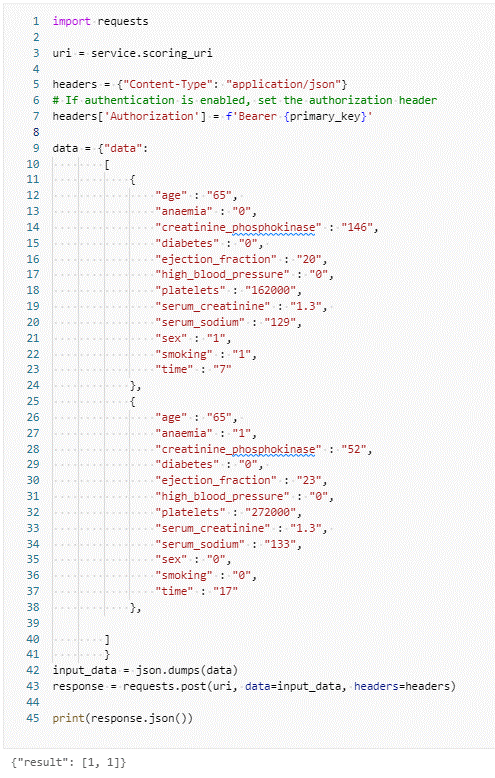 1 import requests
2
3 uri = service.scoring_uri
4
5 headers = {"Content-Type": "application/json"}
6 # If authentication is enabled, set the authorization header
7 headers['Authorization'] = f'Bearer {primary_key}'
8
9 data = {"data":
10 [
11 {
12 "age" : "65",
13 "anaemia" : "0",
14 "creatinine_phosphokinase" : "146",
15 "diabetes" : "0",
16 "ejection_fraction" : "20",
17 "high_blood_pressure" : "0",
18 "platelets" : "162000",
19 "serum_creatinine" : "1.3",
20 "serum_sodium" : "129",
21 "sex" : "1",
22 "smoking" : "1",
23 "time" : "7"
24 },
25 {
26 "age" : "65",
27 "anaemia" : "1",
28 "creatinine_phosphokinase" : "52",
29 "diabetes" : "0",
30 "ejection_fraction" : "23",
31 "high_blood_pressure" : "0",
32 "platelets" : "272000",
33 "serum_creatinine" : "1.3",
34 "serum_sodium" : "133",
35 "sex" : "0",
36 "smoking" : "0",
37 "time" : "17"
38 },
39
40 ]
41 }
42 input_data = json.dumps(data)
43 response = requests.post(uri, data=input_data, headers=headers)
44
45 print(response.json())
{"result": [1, 1]}